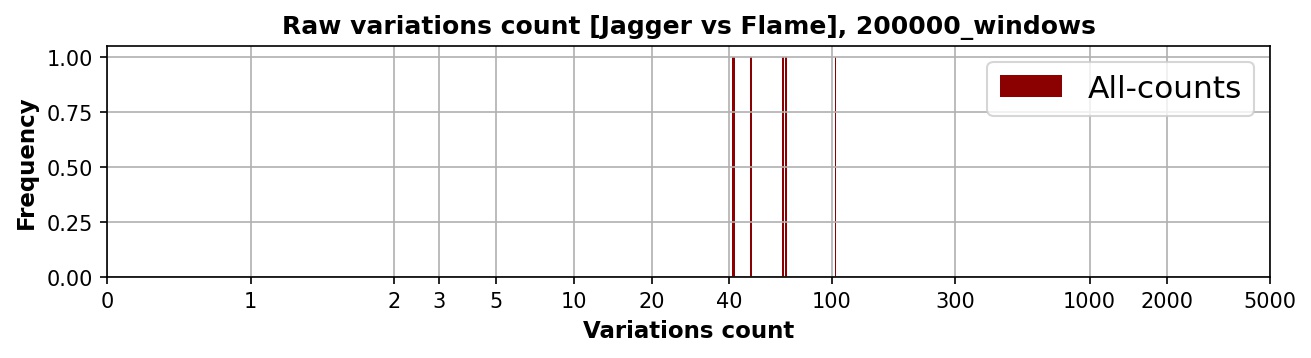 Raw variations count [Jagger vs Flame], 200000_windows
All-counts
Frequency
1.00
0.75
0.50
0.25
0.00
0 1 2 3 5 10 20 40 100 300 1000 2000 5000
Variations count